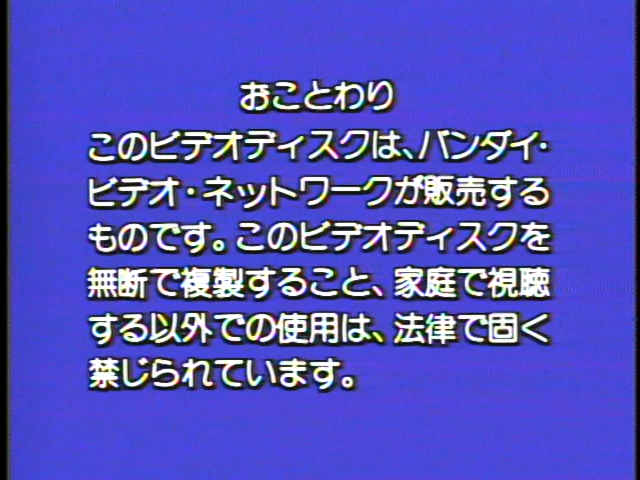 おことわり
このビデオディスクは、バンダイ・
ビデオ・ネットワークが販売する
ものです。このビデオディスクを
無断で複製すること、家庭で視聴
する以外での使用は、法律で固く
禁じられています。